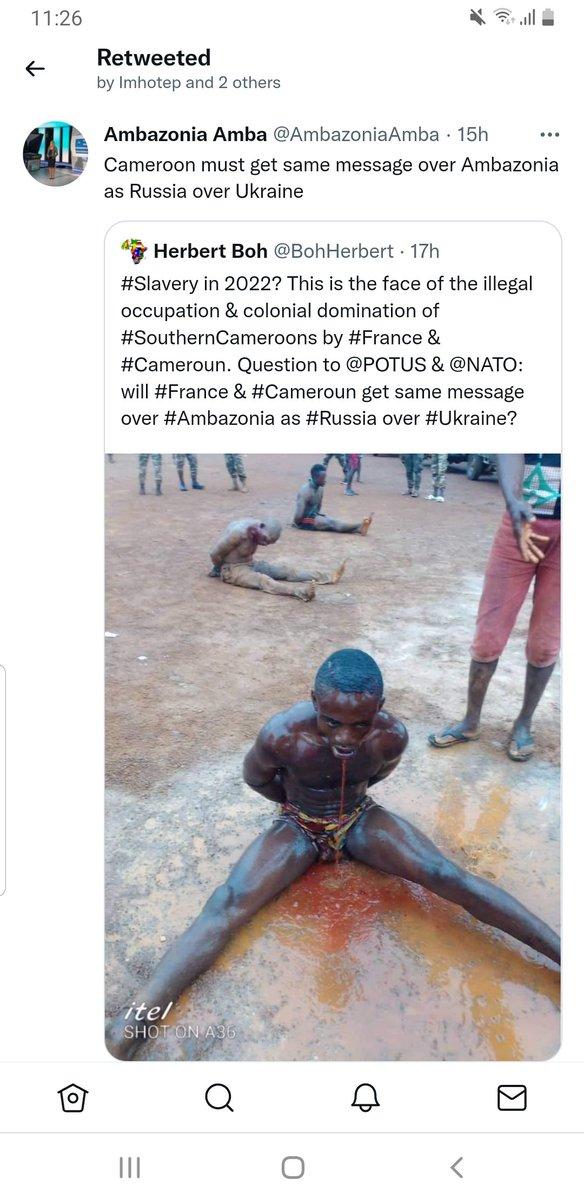 11:26
Retweeted
by Imhotep and 2 others
Ambazonia Amba @AmbazoniaAmba · 15h
Cameroon must get same message over Ambazonia
as Russia over Ukraine
Herbert Boh @BohHerbert · 17h
#Slavery in 2022? This is the face of the illegal
occupation & colonial domination of
#SouthernCameroons by #France &
#Cameroun. Question to @POTUS & @NATO:
will #France & #Cameroun get same message
over #Ambazonia as #Russia over #Ukraine?
itel
SHOT ON A36